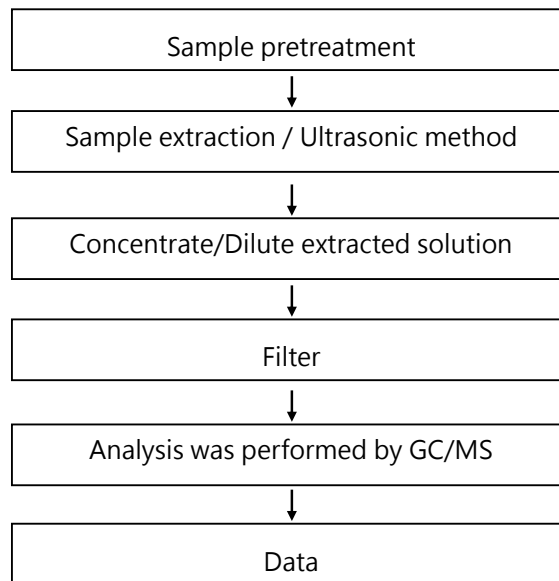 Sample pretreatment
Sample extraction / Ultrasonic method
Concentrate/Dilute extracted solution
Filter
Analysis was performed by GC/MS
Data